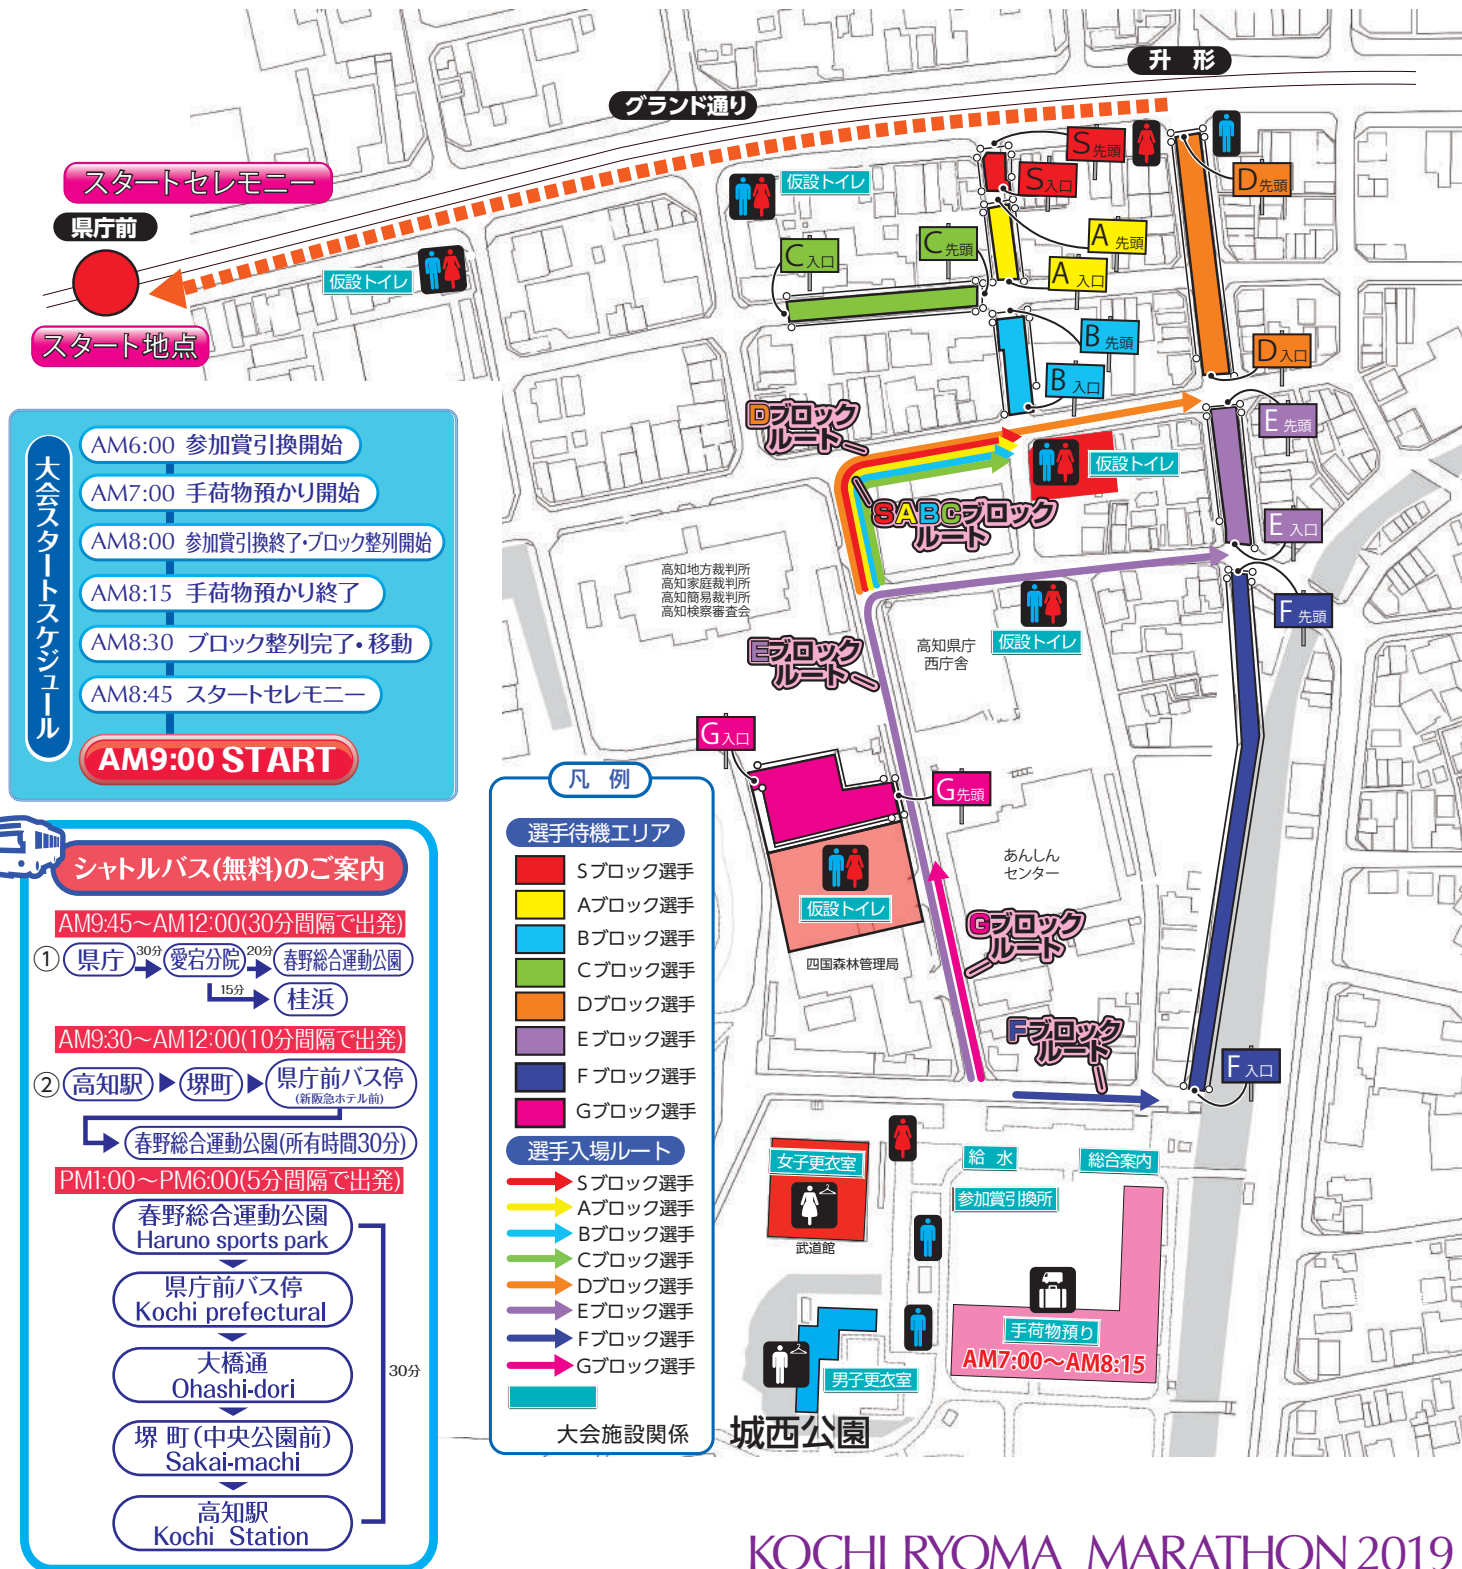 升 形
グランド通り
スタートセレモニー
県庁前
スタート地点
仮設トイレ
仮設トイレ
S先頭
S入口
A 先頭
A 入口
C入口
C先頭
B先頭
B 入口
D先頭
D入口
E先頭
E入口
F先頭
F入口
G入口
G先頭
Dブロック
ルート
SABCブロック
ルート
仮設トイレ
Eブロック
ルート
仮設トイレ
高知地方裁判所
高知家庭裁判所
高知簡易裁判所
高知検察審査会
高知県庁
西庁舎
あんしん
センター
仮設トイレ
四国森林管理局
Gブロック
ルート
Fブロック
ルート
女子更衣室
武道館
給 水
総合案内
参加賞引換所
手荷物預り
AM7:00～AM8:15
男子更衣室
城西公園
大会スタートスケジュール
AM6:00 参加賞引換開始
AM7:00 手荷物預かり開始
AM8:00 参加賞引換終了・ブロック整列開始
AM8:15 手荷物預かり終了
AM8:30 ブロック整列完了・移動
AM8:45 スタートセレモニー
AM9:00 START
シャトルバス(無料)のご案内
AM9:45～AM12:00(30分間隔で出発)
① 県庁 30分 愛宕分院 20分 春野総合運動公園
15分 桂浜
AM9:30～AM12:00(10分間隔で出発)
② 高知駅 ▶ 堺町 ▶ 県庁前バス停
(新阪急ホテル前)
春野総合運動公園(所有時間30分)
PM1:00～PM6:00(5分間隔で出発)
春野総合運動公園
Haruno sports park
県庁前バス停
Kochi prefectural
大橋通
Ohashi-dori
堺 町(中央公園前)
Sakai-machi
高知駅
Kochi Station
30分
凡 例
選手待機エリア
Sブロック選手
Aブロック選手
Bブロック選手
Cブロック選手
Dブロック選手
Eブロック選手
Fブロック選手
Gブロック選手
選手入場ルート
Sブロック選手
Aブロック選手
Bブロック選手
Cブロック選手
Dブロック選手
Eブロック選手
Fブロック選手
Gブロック選手
大会施設関係
KOCHI RYOMA MARATHON 2019